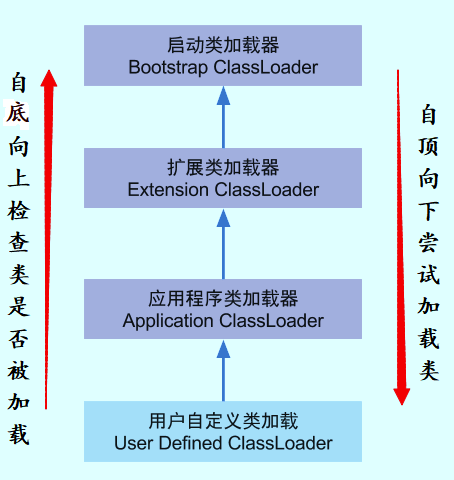 启动类加载器
Bootstrap ClassLoader
扩展类加载器
Extension ClassLoader
应用程序类加载器
Application ClassLoader
用户自定义类加载
User Defined ClassLoader
自底向上检查类是否被加载
自顶向下尝试加载类